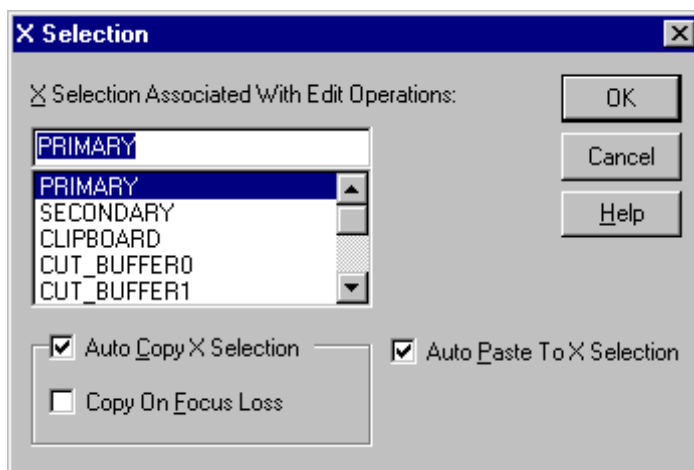 X Selection
X Selection Associated With Edit Operations:
PRIMARY
PRIMARY
SECONDARY
CLIPBOARD
CUT_BUFFER0
CUT_BUFFER1
OK
Cancel
Help
Auto Copy X Selection
Copy On Focus Loss
Auto Paste To X Selection